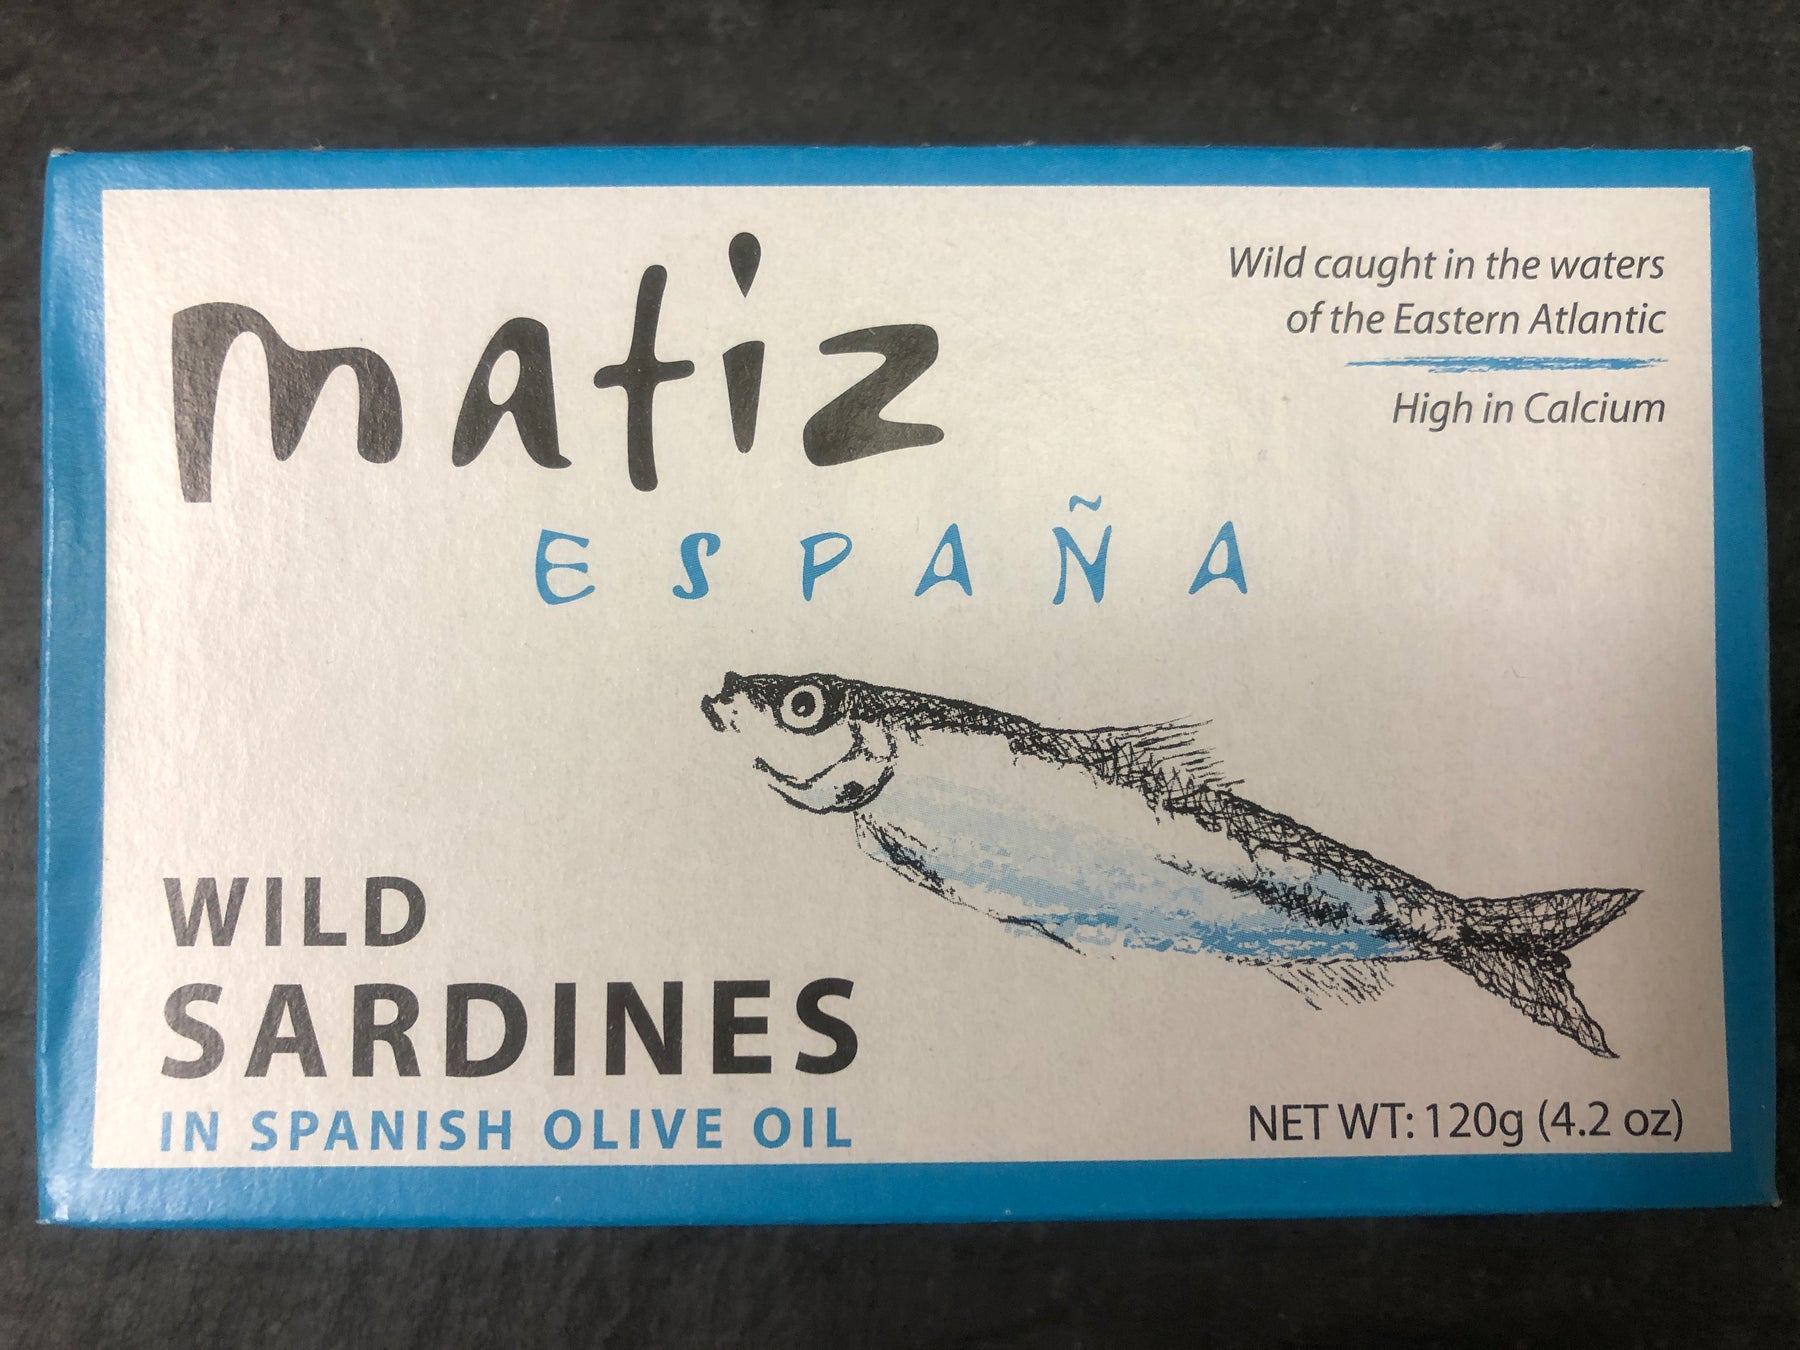 matiz
ESPAÑA
Wild caught in the waters
of the Eastern Atlantic
High in Calcium
WILD
SARDINES
IN SPANISH OLIVE OIL
NET WT: 120g (4.2 oz)